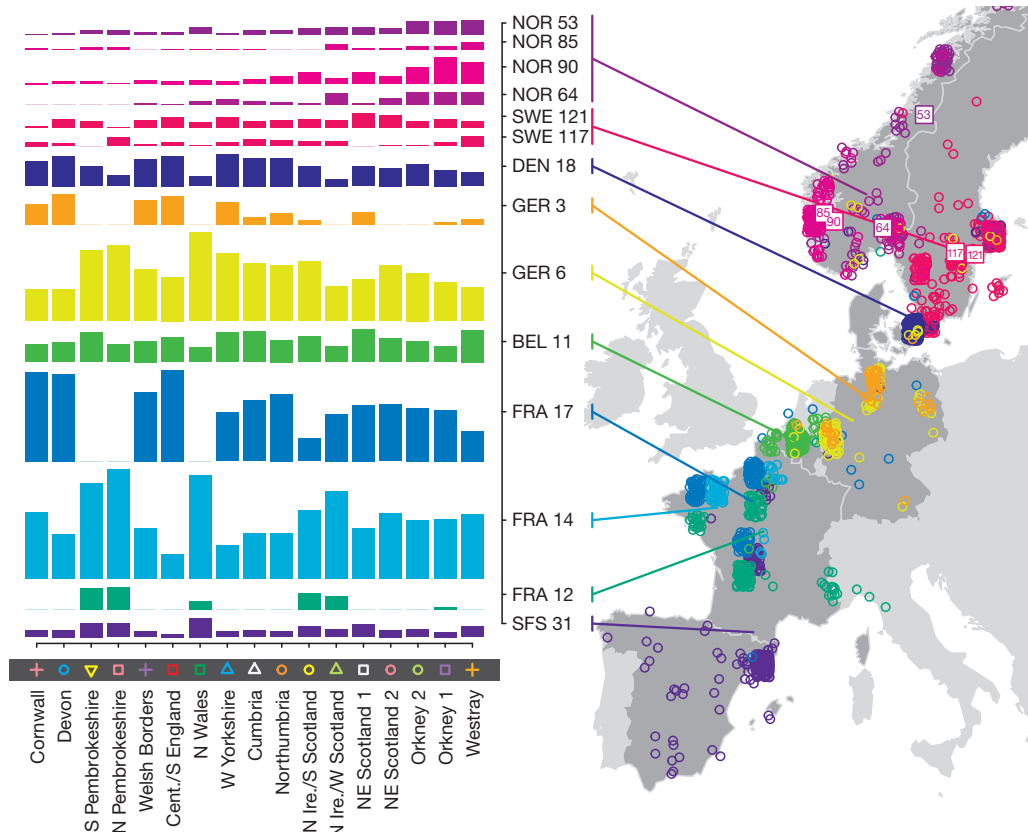 NOR 53
NOR 85
NOR 90
NOR 64
SWE 121
SWE 117
DEN 18
GER 3
GER 6
BEL 11
FRA 17
FRA 14
FRA 12
SFS 31
53
85
90
64
117
121
Cornwall
Devon
S Pembrokeshire
N Pembrokeshire
Welsh Borders
Cent./S England
N Wales
W Yorkshire
Cumbria
Northumbria
N Ire./S Scotland
N Ire./W Scotland
NE Scotland 1
NE Scotland 2
Orkney 2
Orkney 1
Westray